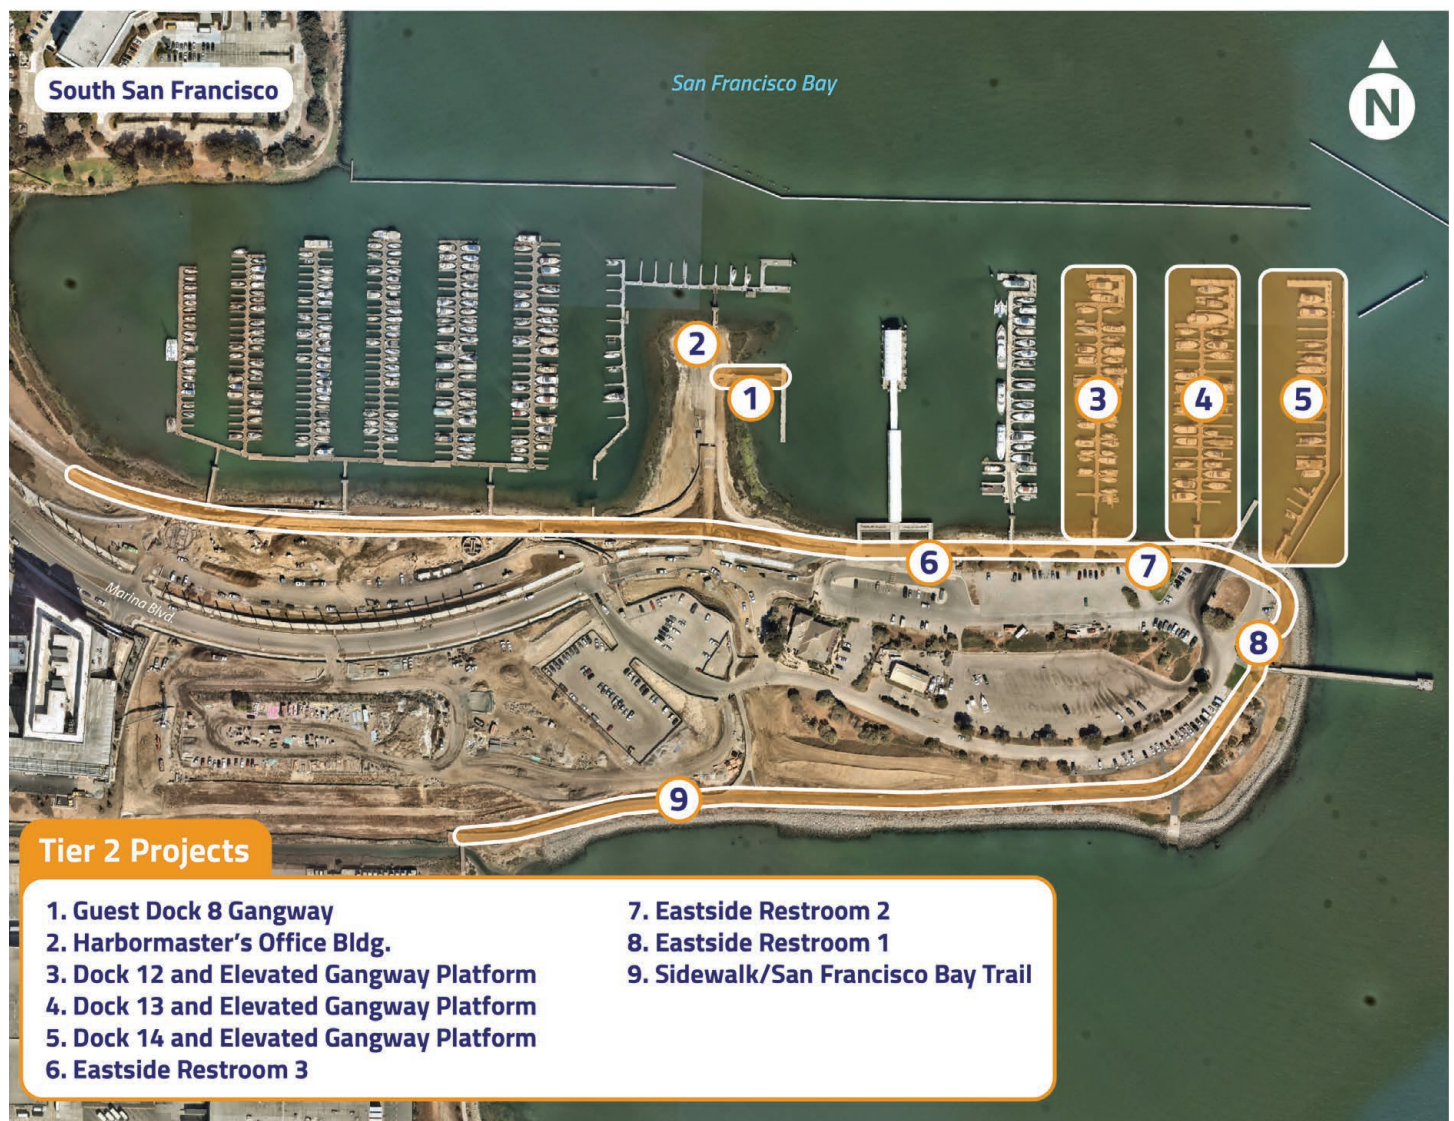 South San Francisco
San Francisco Bay
N
2
1
3
4
5
6
7
Marina Blvd.
8
9
Tier 2 Projects
1. Guest Dock 8 Gangway
2. Harbormaster's Office Bldg.
3. Dock 12 and Elevated Gangway Platform
4. Dock 13 and Elevated Gangway Platform
5. Dock 14 and Elevated Gangway Platform
6. Eastside Restroom 3
7. Eastside Restroom 2
8. Eastside Restroom 1
9. Sidewalk/San Francisco Bay Trail